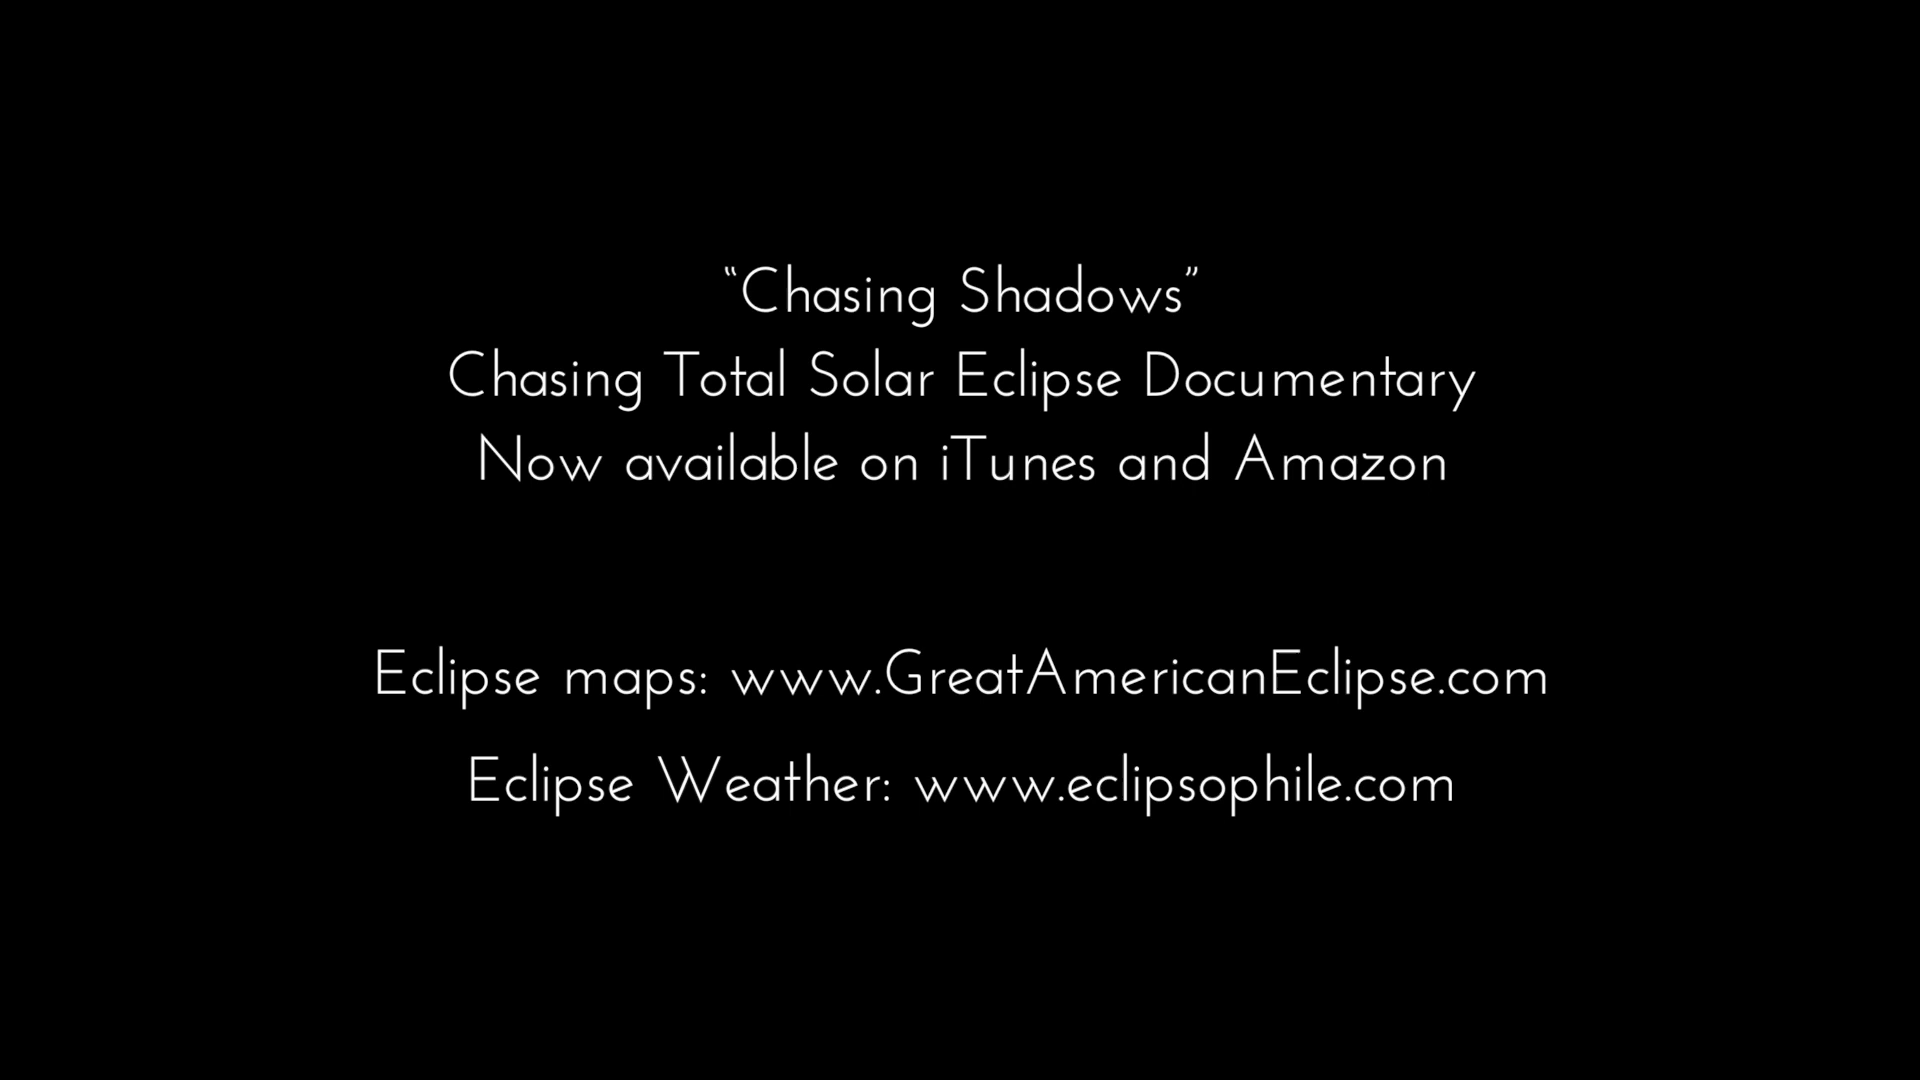 “Chasing Shadows”
Chasing Total Solar Eclipse Documentary
Now available on iTunes and Amazon
Eclipse maps: www.GreatAmericanEclipse.com
Eclipse Weather: www.eclipsophile.com